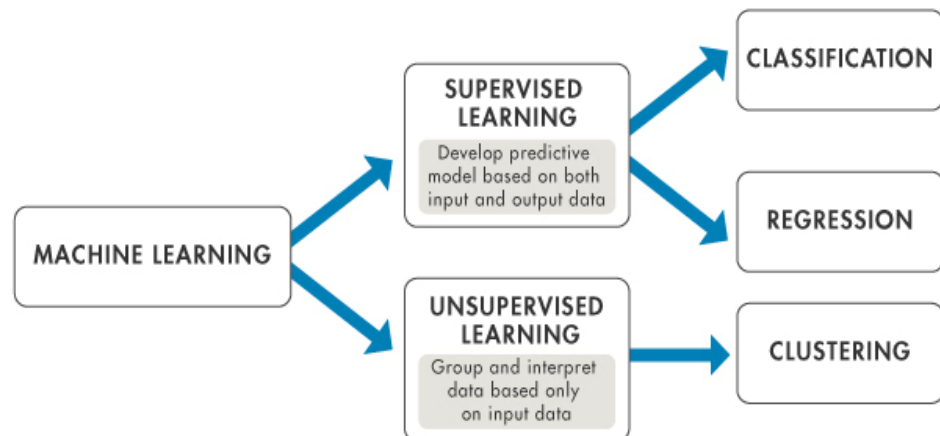 MACHINE LEARNING
SUPERVISED
LEARNING
Develop predictive
model based on both
input and output data
UNSUPERVISED
LEARNING
Group and interpret
data based only
on input data
CLASSIFICATION
REGRESSION
CLUSTERING